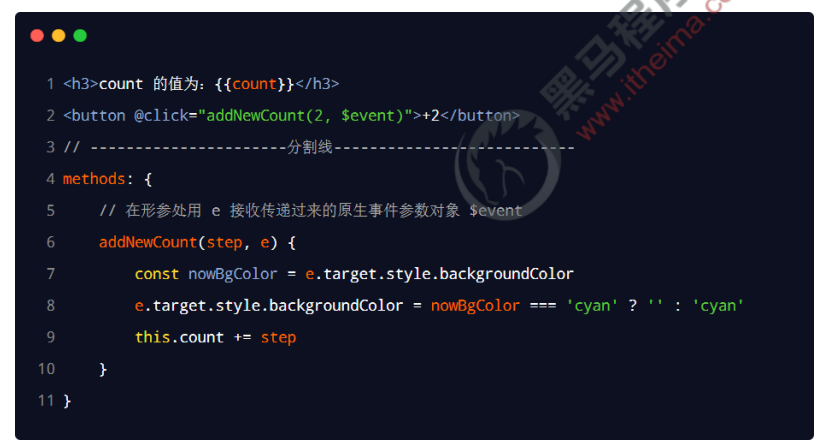 黑马程序
www.itheima.co
1 <h3>count 的值为：{{count}}</h3>
2 <button @click="addNewCount(2, $event)">+2</button>
3 // ----------------------分割线---------------------------
4 methods: {
5     // 在形参处用 e 接收传递过来的原生事件参数对象 $event
6     addNewCount(step, e) {
7         const nowBgColor = e.target.style.backgroundColor
8         e.target.style.backgroundColor = nowBgColor === 'cyan' ? '' : 'cyan'
9         this.count += step
10     }
11 }